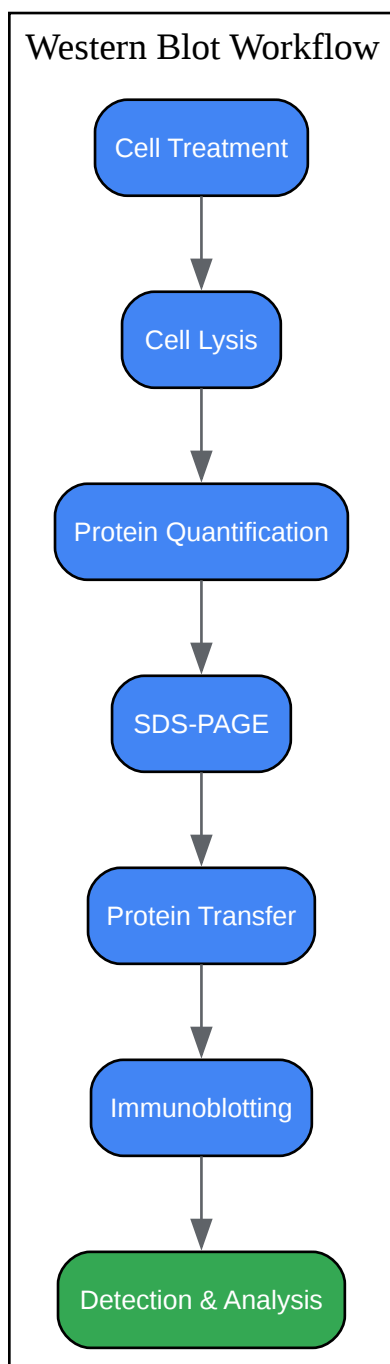 Western Blot Workflow
Cell Treatment
Cell Lysis
Protein Quantification
SDS-PAGE
Protein Transfer
Immunoblotting
Detection & Analysis